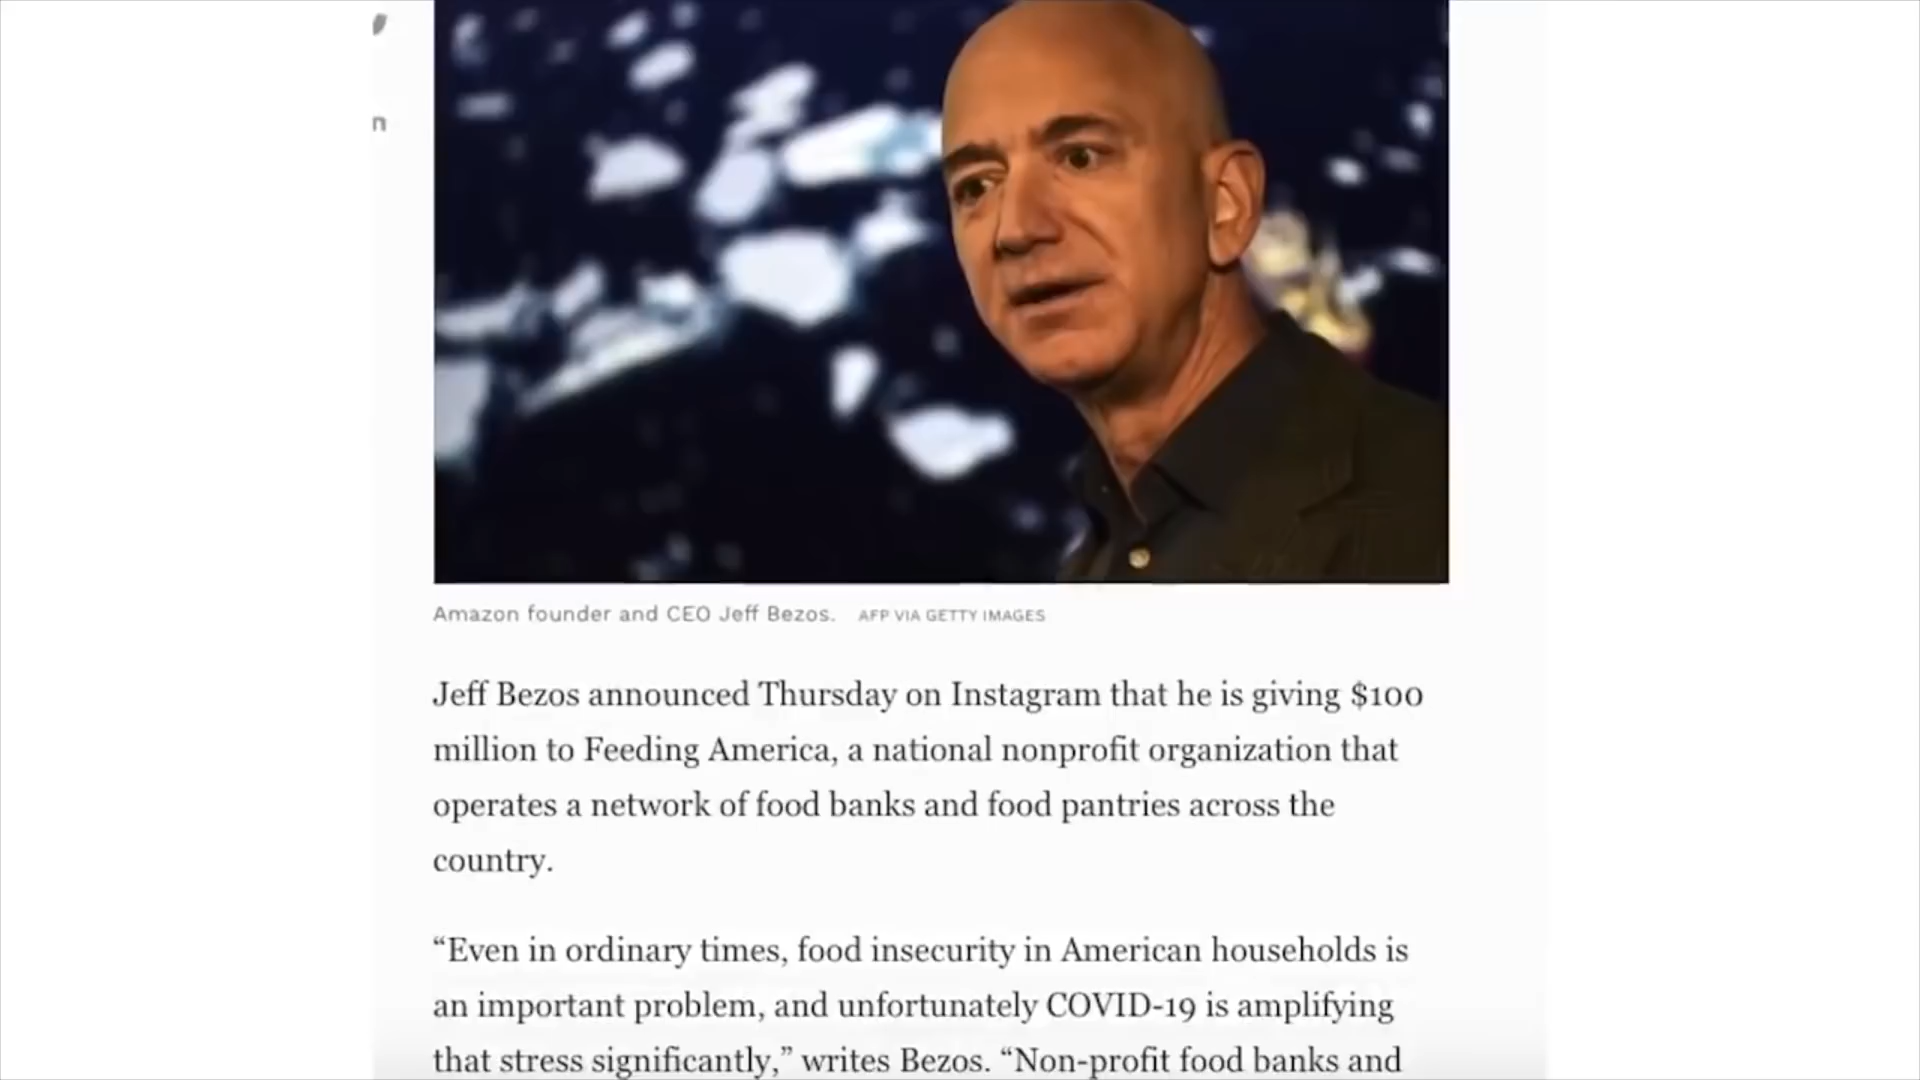 n
Amazon founder and CEO Jeff Bezos. AFP VIA GETTY IMAGES
Jeff Bezos announced Thursday on Instagram that he is giving $100
million to Feeding America, a national nonprofit organization that
operates a network of food banks and food pantries across the
country.
“Even in ordinary times, food insecurity in American households is
an important problem, and unfortunately COVID-19 is amplifying
that stress significantly,” writes Bezos. “Non-profit food banks and